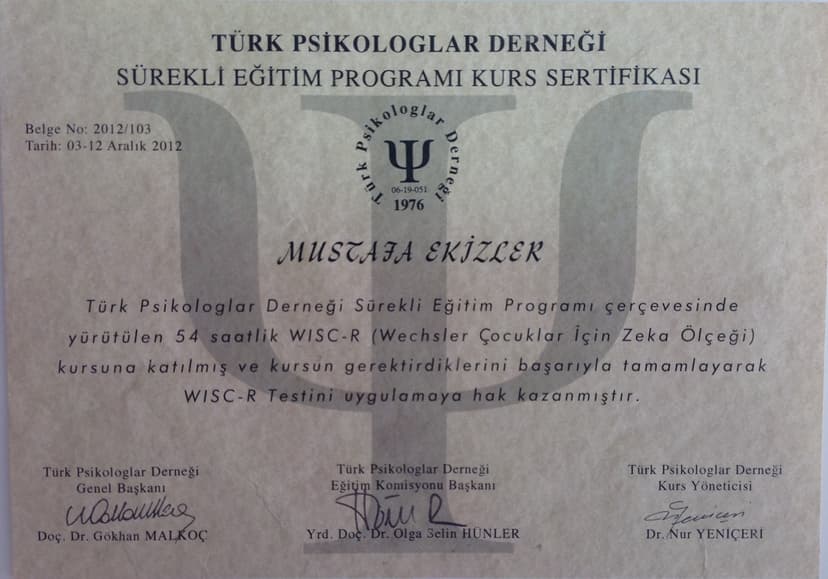 TÜRK PSİKOLOGLAR DERNEĞİ
SÜREKLİ EĞİTİM PROGRAMI KURS SERTİFİKASI
Belge No: 2012/103
Tarih: 03-12 Aralık 2012
Türk Psikologlar Derneği
Ψ
06-19-051
1976
MUSTAFA EKİZLER
Türk Psikologlar Derneği Sürekli Eğitim Programı çerçevesinde
yürütülen 54 saatlik WISC-R (Wechsler Çocuklar İçin Zeka Ölçeği)
kursuna katılmış ve kursun gerektirdiklerini başarıyla tamamlayarak
WISC-R Testini uygulamaya hak kazanmıştır.
Türk Psikologlar Derneği
Genel Başkanı
Doç. Dr. Gökhan MALKOÇ
Türk Psikologlar Derneği
Eğitim Komisyonu Başkanı
Yrd. Doç. Dr. Olga Selin HÜNLER
Türk Psikologlar Derneği
Kurs Yöneticisi
Dr. Nur YENİÇERİ